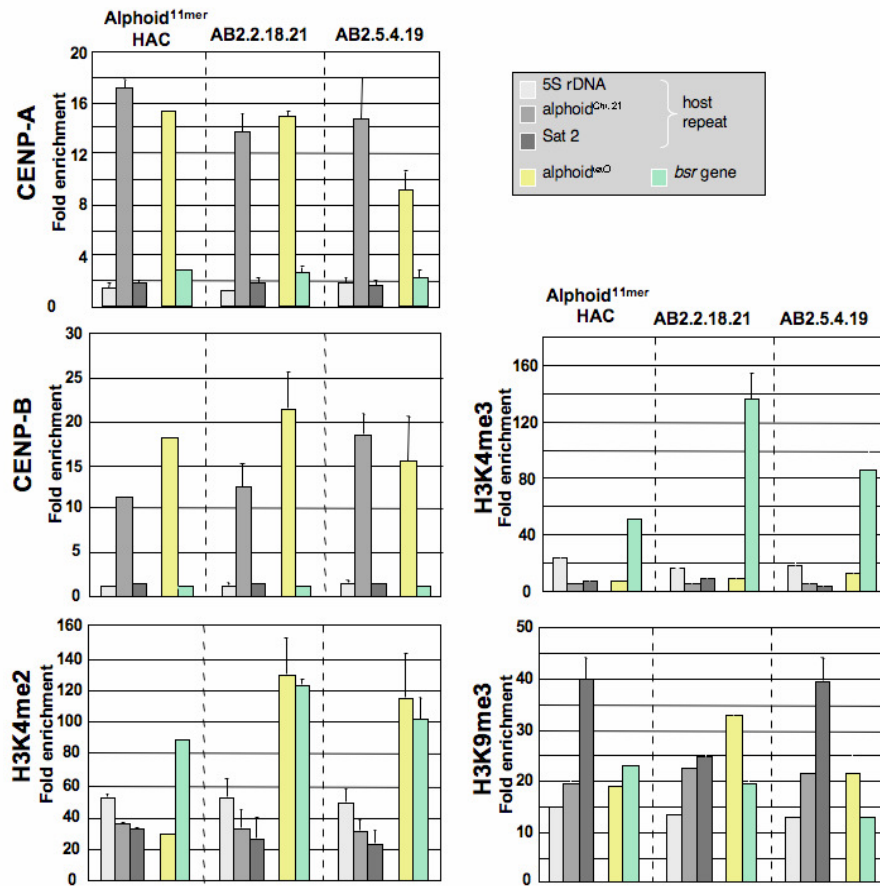 Alphoid11mer
HAC
AB2.2.18.21
AB2.5.4.19
CENP-A
Fold enrichment
20
16
12
8
4
0
CENP-B
Fold enrichment
30
25
20
15
10
5
0
H3K4me2
Fold enrichment
160
140
120
100
80
60
40
20
0
5S rDNA
alphoidChr. 21
Sat 2
host
repeat
alphoidtetO
bsr gene
Alphoid11mer
HAC
AB2.2.18.21
AB2.5.4.19
H3K4me3
Fold enrichment
160
120
80
40
20
0
H3K9me3
Fold enrichment
50
40
30
20
10
0